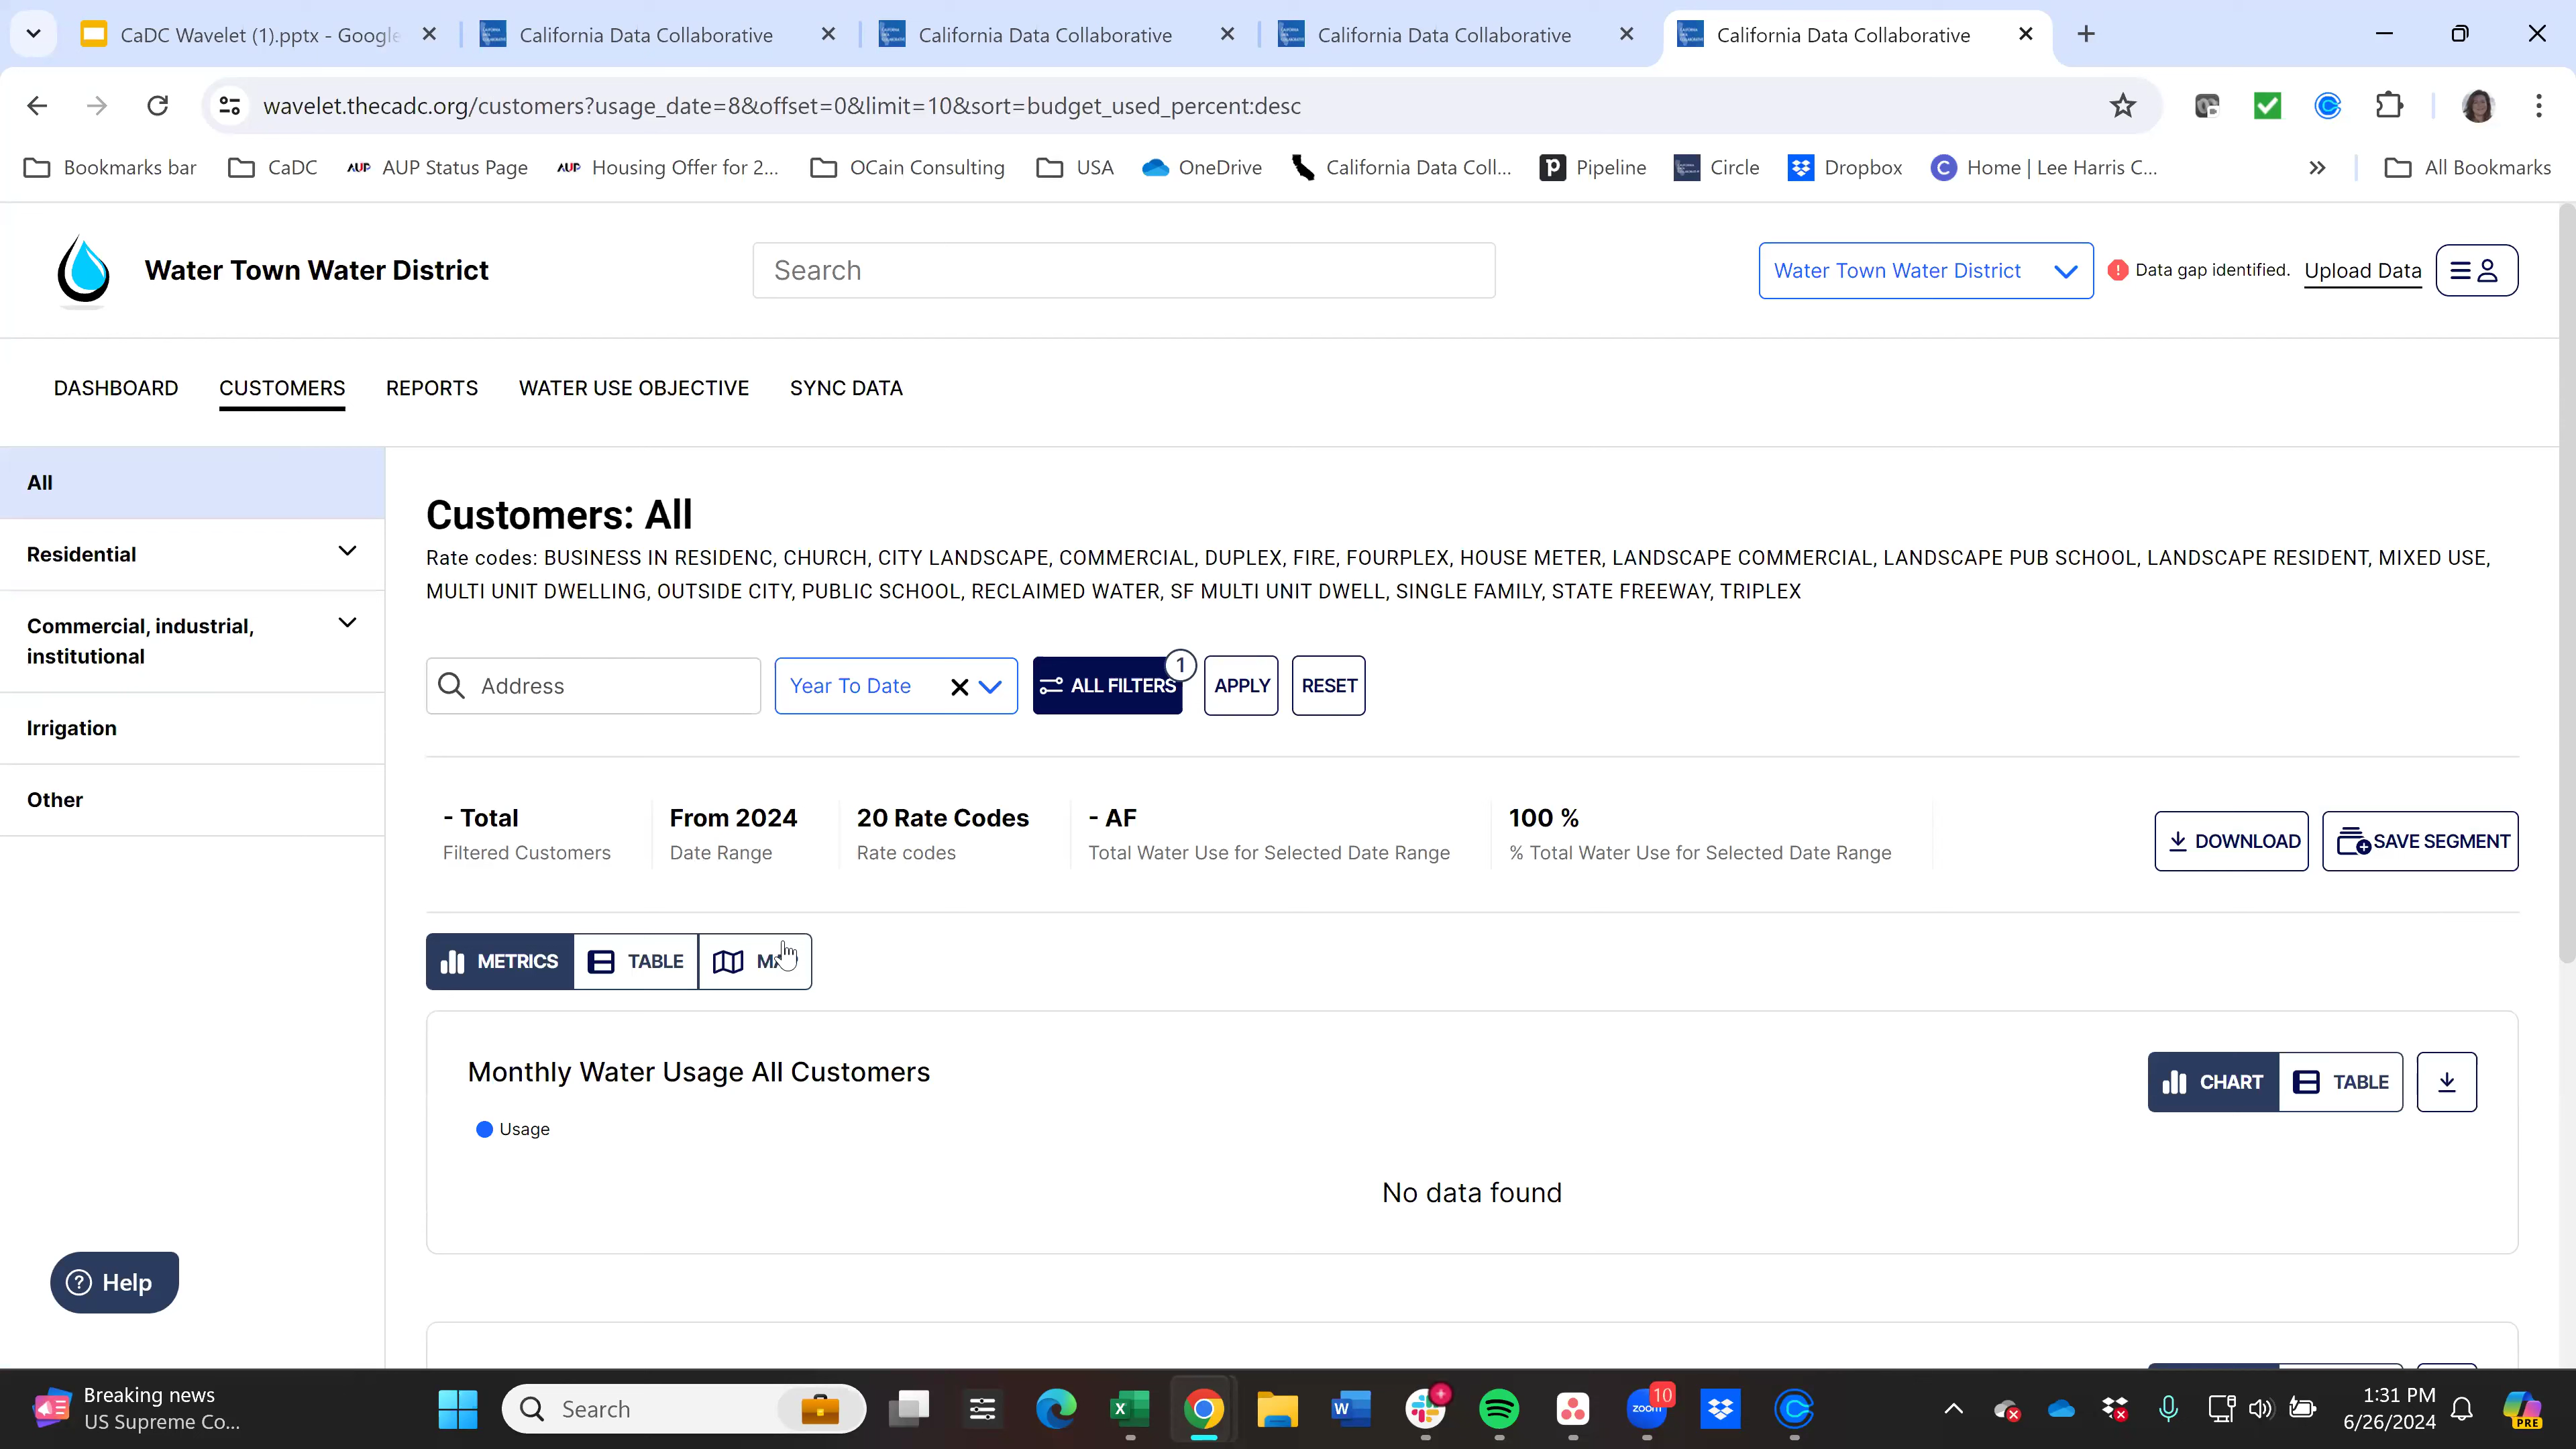 CaDC Wavelet (1).pptx - Google
California Data Collaborative
California Data Collaborative
California Data Collaborative
California Data Collaborative
wavelet.thecadc.org/customers?usage_date=8&offset=0&limit=10&sort=budget_used_percent:desc
Bookmarks bar
CaDC
AUP AUP Status Page
AUP Housing Offer for 2...
OCain Consulting
USA
OneDrive
California Data Coll...
Pipeline
Circle
Dropbox
Home | Lee Harris C...
All Bookmarks
Water Town Water District
Search
Water Town Water District
Data gap identified.
Upload Data
DASHBOARD
CUSTOMERS
REPORTS
WATER USE OBJECTIVE
SYNC DATA
All
Residential
Commercial, industrial,
institutional
Irrigation
Other
Customers: All
Rate codes: BUSINESS IN RESIDENC, CHURCH, CITY LANDSCAPE, COMMERCIAL, DUPLEX, FIRE, FOURPLEX, HOUSE METER, LANDSCAPE COMMERCIAL, LANDSCAPE PUB SCHOOL, LANDSCAPE RESIDENT, MIXED USE,
MULTI UNIT DWELLING, OUTSIDE CITY, PUBLIC SCHOOL, RECLAIMED WATER, SF MULTI UNIT DWELL, SINGLE FAMILY, STATE FREEWAY, TRIPLEX
Address
Year To Date
ALL FILTERS
1
APPLY
RESET
- Total
Filtered Customers
From 2024
Date Range
20 Rate Codes
Rate codes
- AF
Total Water Use for Selected Date Range
100 %
% Total Water Use for Selected Date Range
DOWNLOAD
SAVE SEGMENT
METRICS
TABLE
Monthly Water Usage All Customers
CHART
TABLE
Usage
No data found
Help
Breaking news
US Supreme Co...
Search
zoom
10
1:31 PM
6/26/2024
PRE